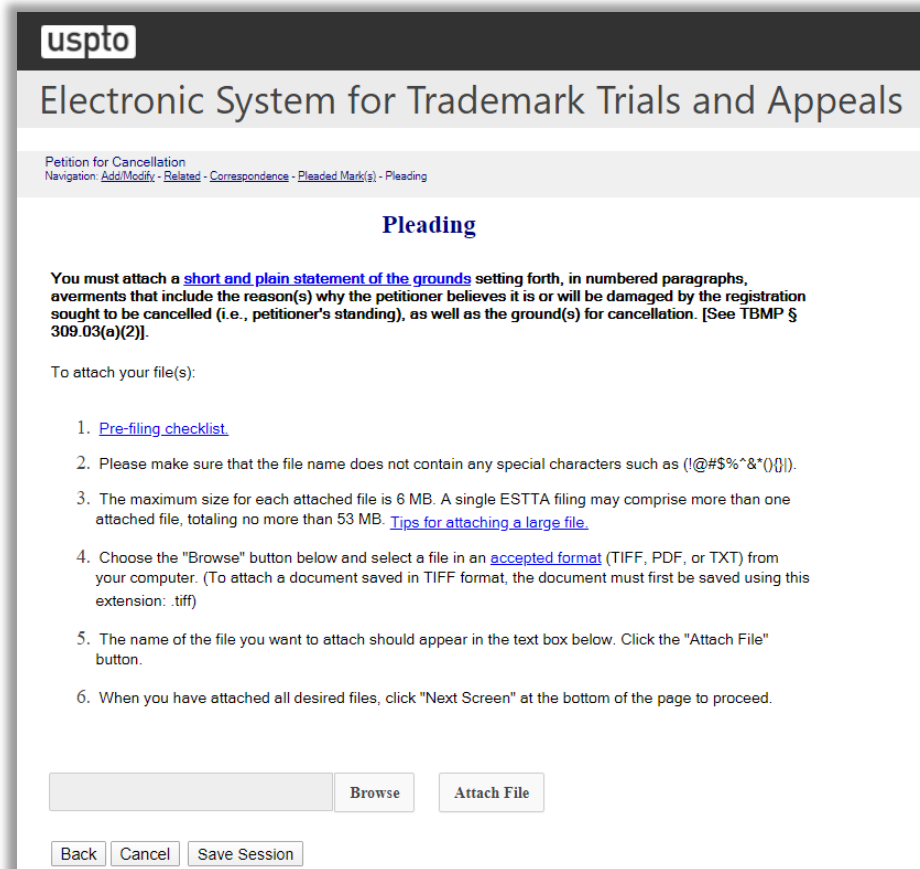 uspto
Electronic System for Trademark Trials and Appeals
Petition for Cancellation
Navigation: Add/Modify - Related - Correspondence - Pleaded Mark(s) - Pleading
Pleading
You must attach a short and plain statement of the grounds setting forth, in numbered paragraphs,
averments that include the reason(s) why the petitioner believes it is or will be damaged by the registration
sought to be cancelled (i.e., petitioner's standing), as well as the ground(s) for cancellation. [See TBMP §
309.03(a)(2)].
To attach your file(s):
1. Pre-filing checklist.
2. Please make sure that the file name does not contain any special characters such as (!@#$%^&*(){}|).
3. The maximum size for each attached file is 6 MB. A single ESTTA filing may comprise more than one
attached file, totaling no more than 53 MB. Tips for attaching a large file.
4. Choose the "Browse" button below and select a file in an accepted format (TIFF, PDF, or TXT) from
your computer. (To attach a document saved in TIFF format, the document must first be saved using this
extension: .tiff)
5. The name of the file you want to attach should appear in the text box below. Click the "Attach File"
button.
6. When you have attached all desired files, click "Next Screen" at the bottom of the page to proceed.
Browse Attach File
Back Cancel Save Session